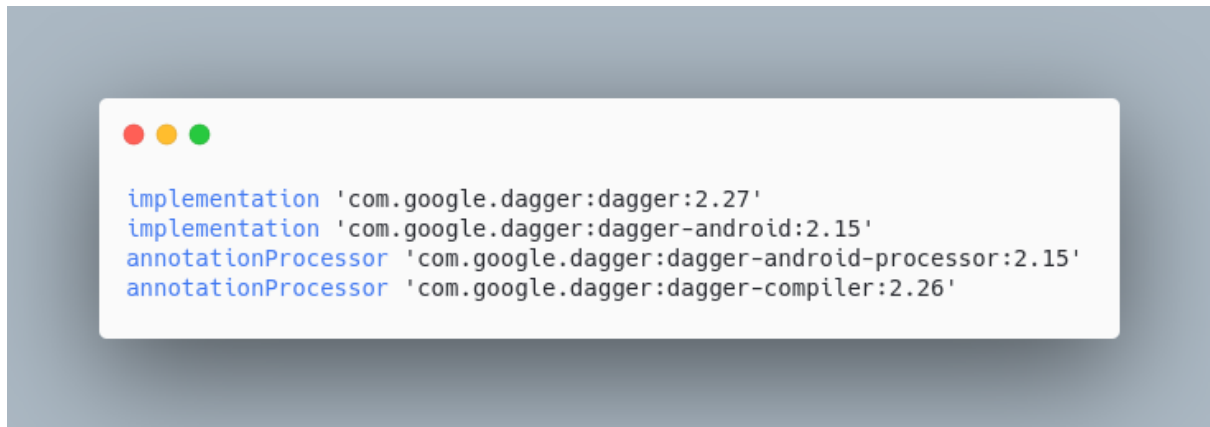 implementation 'com.google.dagger:dagger:2.27'
implementation 'com.google.dagger:dagger-android:2.15'
annotationProcessor 'com.google.dagger:dagger-android-processor:2.15'
annotationProcessor 'com.google.dagger:dagger-compiler:2.26'